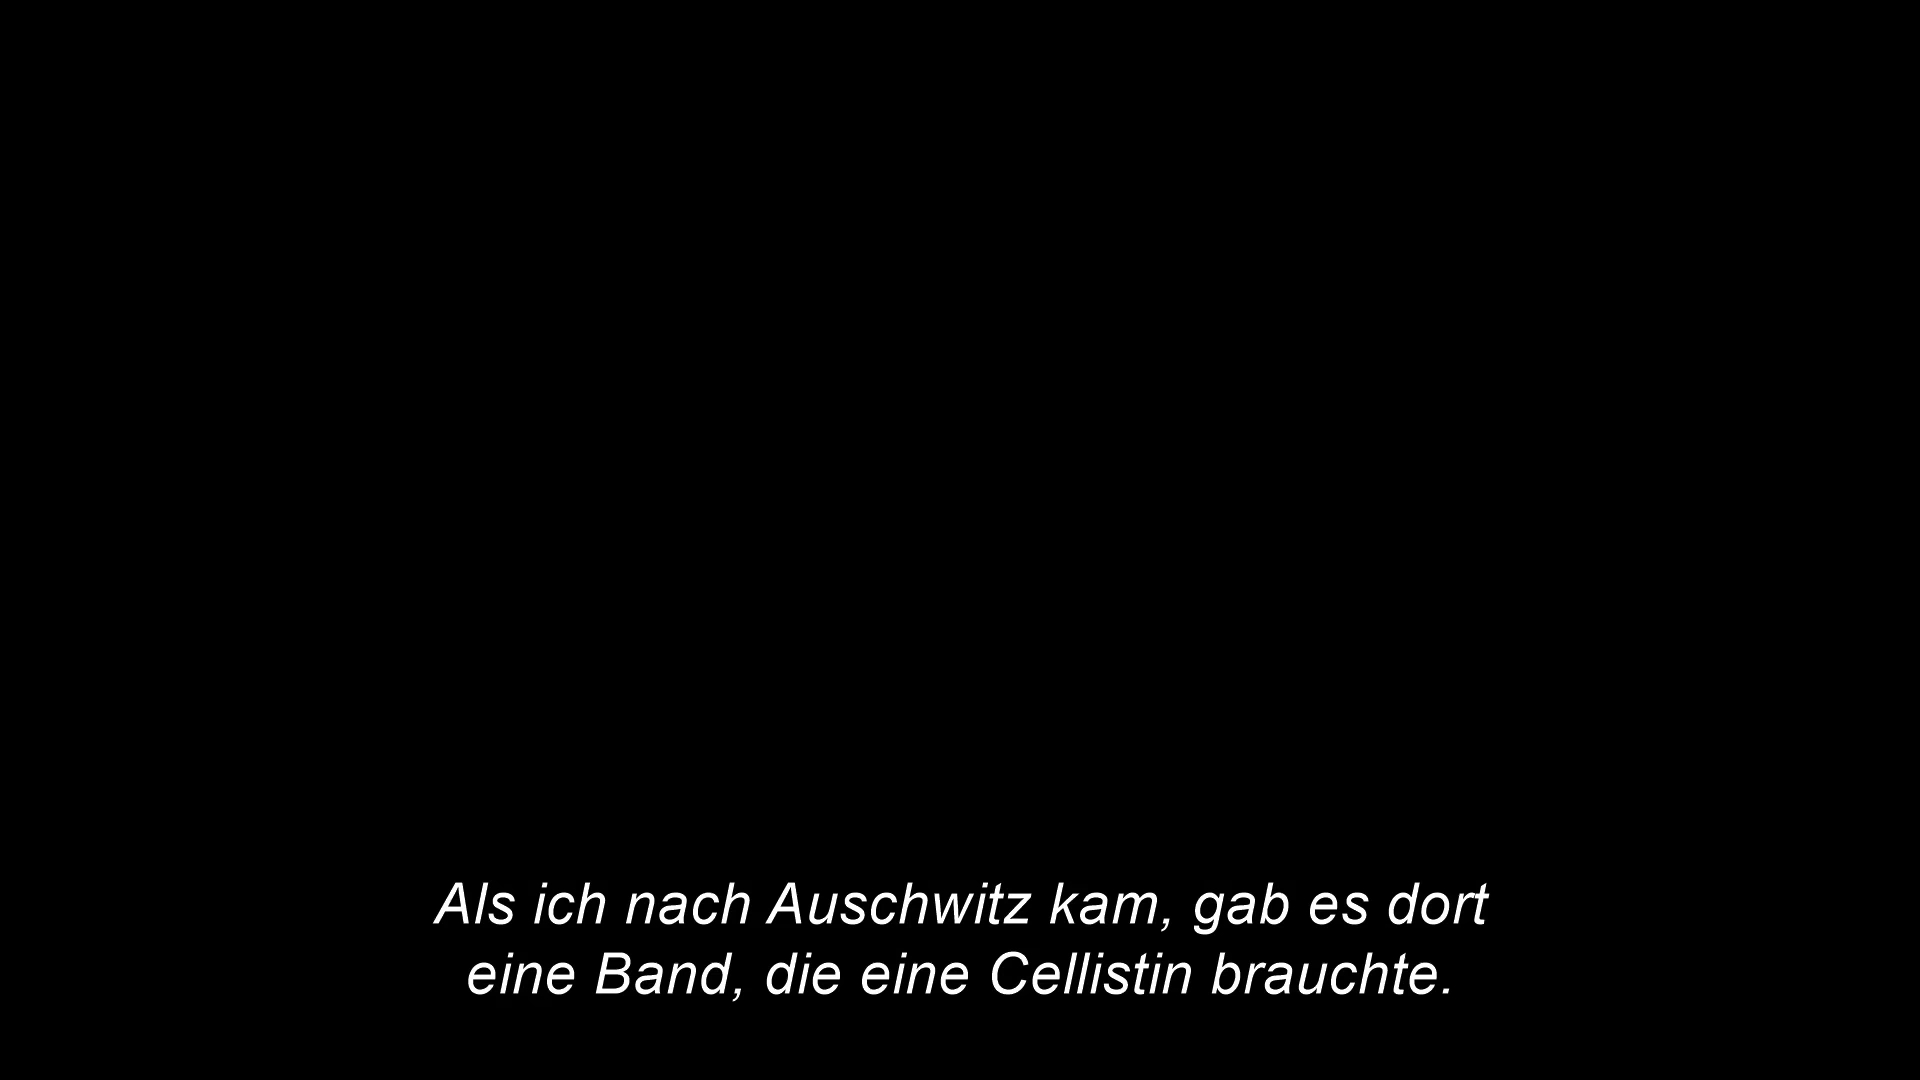 Als ich nach Auschwitz kam, gab es dort
eine Band, die eine Cellistin brauchte.